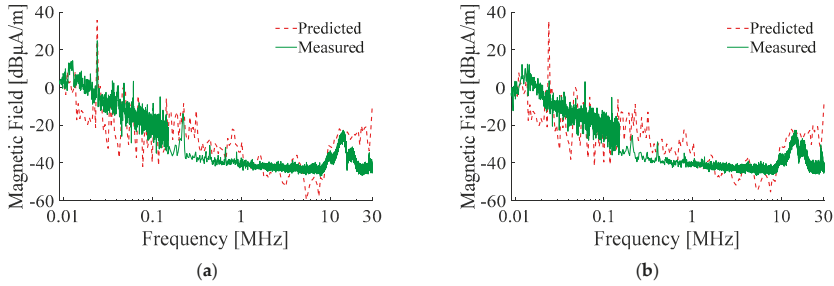 Magnetic Field [dBµA/m]
40
20
0
-20
-40
-60
Predicted
Measured
0.01
0.1
1
10
30
Frequency [MHz]
(a)
Magnetic Field [dBµA/m]
40
20
0
-20
-40
-60
Predicted
Measured
0.01
0.1
1
10
30
Frequency [MHz]
(b)